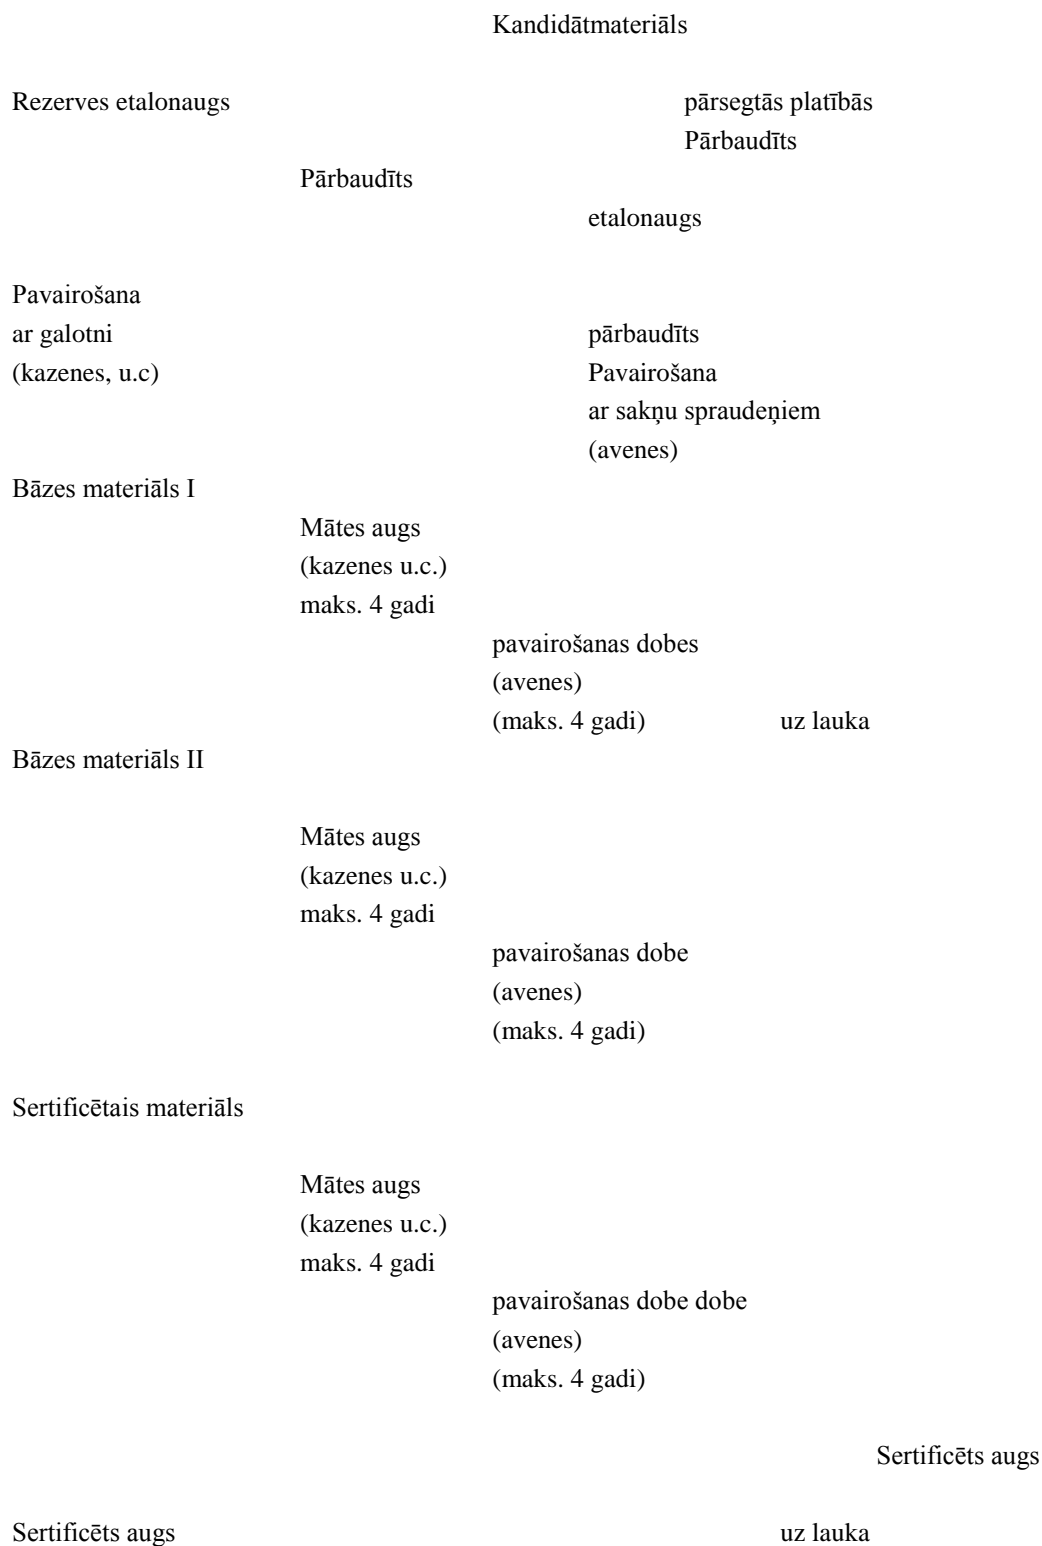 Kandidātmateriāls
Rezerves etalonaugs pārsegtās platībās
Pārbaudīts
Pārbaudīts
etalonaugs
Pavairošana
ar galotni pārbaudīts
(kazenes, u.c) Pavairošana
ar sakņu spraudeņiem
(avenes)
Bāzes materiāls I
Mātes augs
(kazenes u.c.)
maks. 4 gadi
pavairošanas dobes
(avenes)
(maks. 4 gadi) uz lauka
Bāzes materiāls II
Mātes augs
(kazenes u.c.)
maks. 4 gadi
pavairošanas dobe
(avenes)
(maks. 4 gadi)
Sertificētais materiāls
Mātes augs
(kazenes u.c.)
maks. 4 gadi
pavairošanas dobe dobe
(avenes)
(maks. 4 gadi)
Sertificēts augs
Sertificēts augs uz lauka